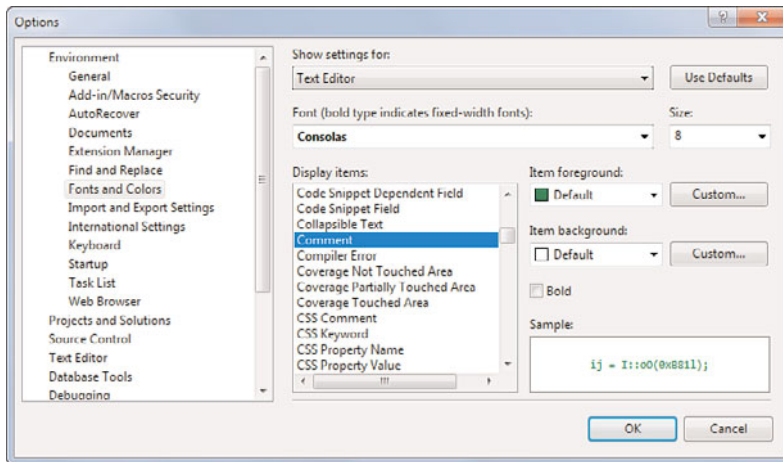 Options
Environment
General
Add-in/Macros Security
AutoRecover
Documents
Extension Manager
Find and Replace
Fonts and Colors
Import and Export Settings
International Settings
Keyboard
Startup
Task List
Web Browser
Projects and Solutions
Source Control
Text Editor
Database Tools
Debugging
Show settings for:
Text Editor
Use Defaults
Font (bold type indicates fixed-width fonts):
Size:
Consolas
8
Display items:
Code Snippet Dependent Field
Code Snippet Field
Collapsible Text
Comment
Compiler Error
Coverage Not Touched Area
Coverage Partially Touched Area
Coverage Touched Area
CSS Comment
CSS Keyword
CSS Property Name
CSS Property Value
Item foreground:
Default
Custom...
Item background:
Default
Custom...
Bold
Sample:
ij = I::oO(0xB81l);
OK
Cancel